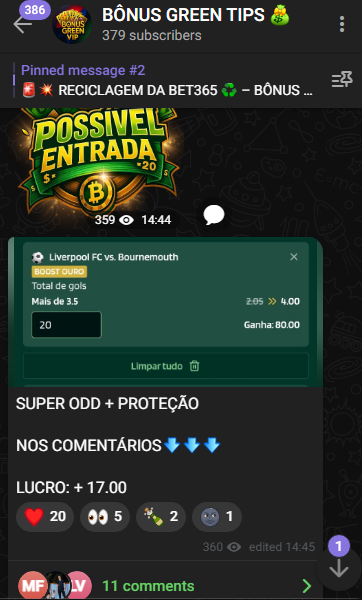 386
BÔNUS GREEN TIPS 💰
379 subscribers
Pinned message #2
🚨💥 RECICLAGEM DA BET365 ♻️ – BÔNUS ...
POSSÍVEL
ENTRADA
359 14:44
Liverpool FC vs. Bournemouth
BOOST OURO
Total de gols
Mais de 3.5
2.05 >> 4.00
20
Ganha: 80.00
Limpar tudo
SUPER ODD + PROTEÇÃO
NOS COMENTÁRIOS⬇️⬇️⬇️
LUCRO: + 17.00
❤️ 20 👀 5 🍾 2 🌚 1
360 edited 14:45
1
MF LV 11 comments